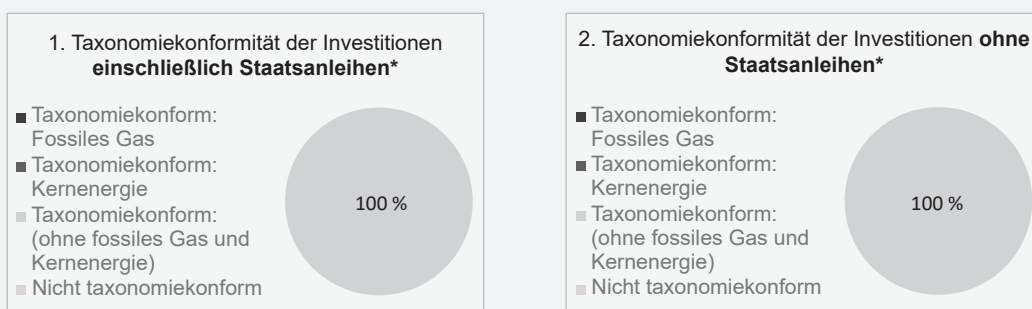 1. Taxonomiekonformität der Investitionen
einschließlich Staatsanleihen*
Taxonomiekonform:
Fossiles Gas
Taxonomiekonform:
Kernenergie
Taxonomiekonform:
(ohne fossiles Gas und
Kernenergie)
Nicht taxonomiekonform
100 %
2. Taxonomiekonformität der Investitionen ohne
Staatsanleihen*
Taxonomiekonform:
Fossiles Gas
Taxonomiekonform:
Kernenergie
Taxonomiekonform:
(ohne fossiles Gas und
Kernenergie)
Nicht taxonomiekonform
100 %